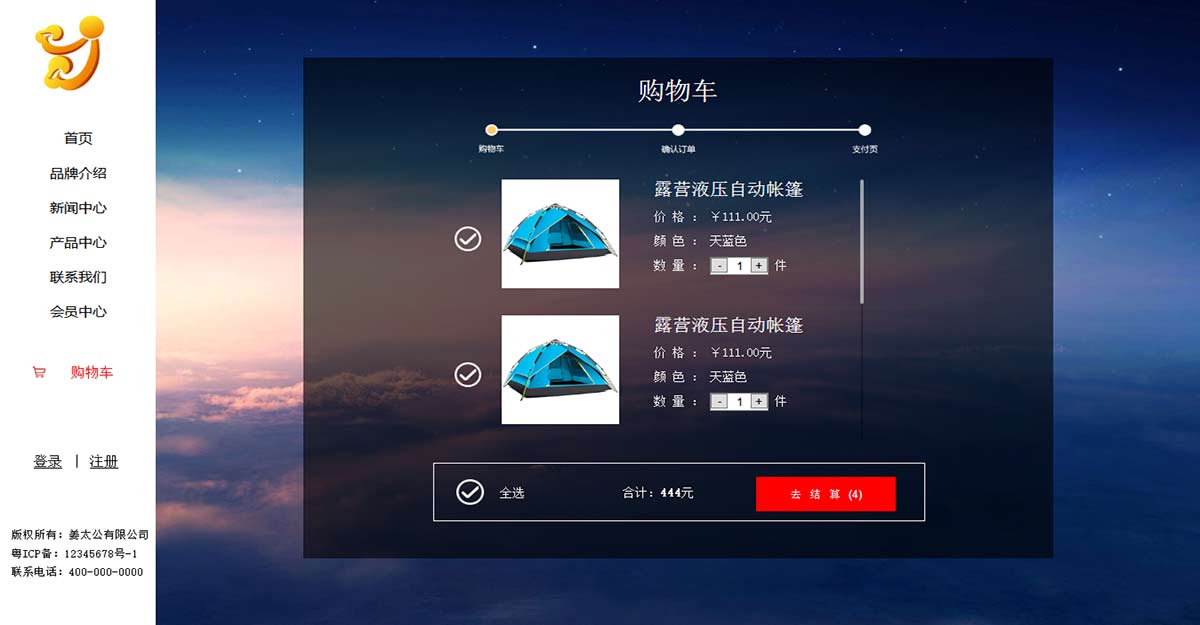 首页
品牌介绍
新闻中心
产品中心
联系我们
会员中心
购物车
登录 | 注册
版权所有：姜太公有限公司
粤ICP备：12345678号-1
联系电话：400-000-0000
购物车
购物车 确认订单 支付页
露营液压自动帐篷
价 格 ： ￥111.00元
颜 色 ： 天蓝色
数 量 ： - 1 + 件
露营液压自动帐篷
价 格 ： ￥111.00元
颜 色 ： 天蓝色
数 量 ： - 1 + 件
全选 合计：444元 去 结 算 (4)